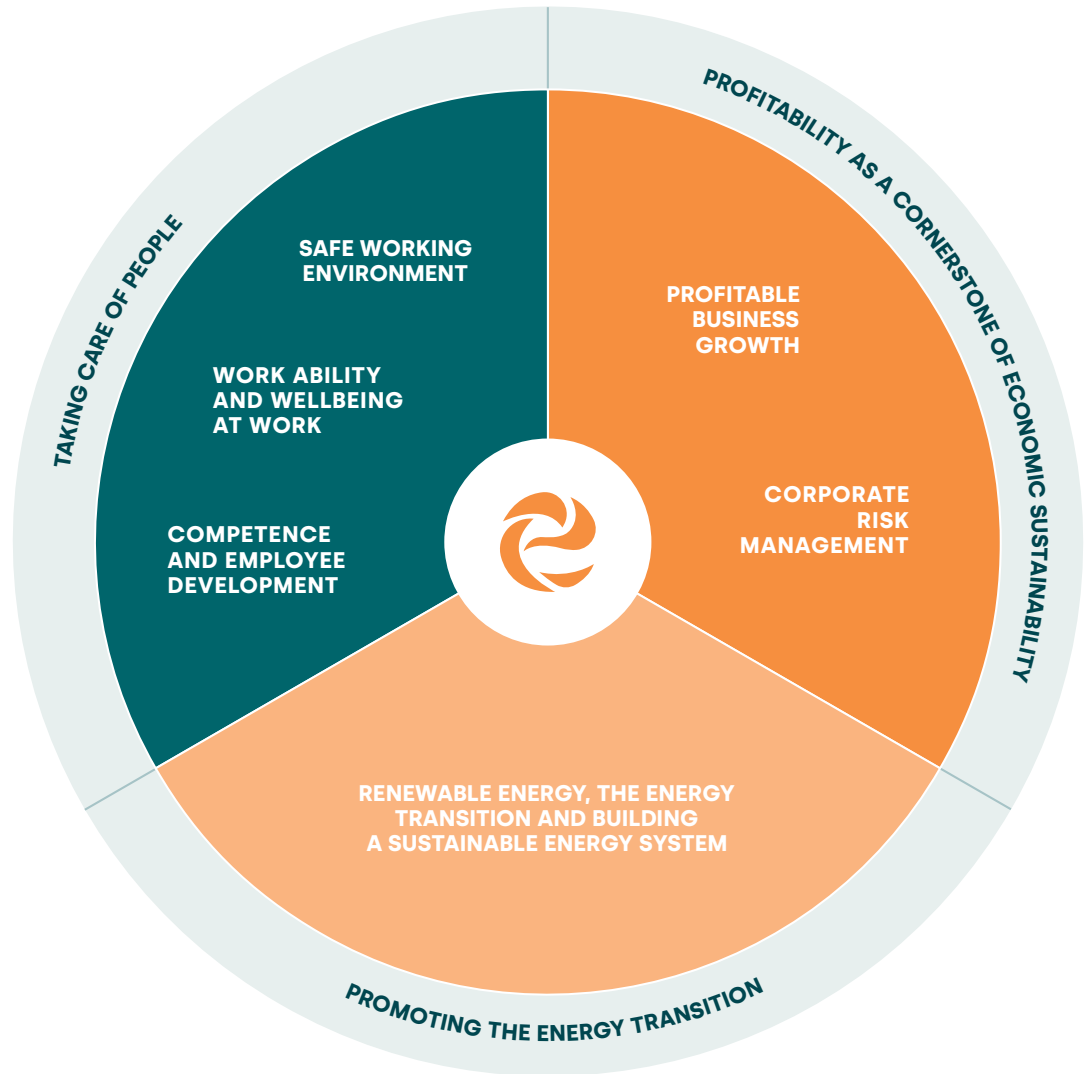 TAKING CARE OF PEOPLE
SAFE WORKING
ENVIRONMENT
WORK ABILITY
AND WELLBEING
AT WORK
COMPETENCE
AND EMPLOYEE
DEVELOPMENT
PROFITABILITY AS A CORNERSTONE OF ECONOMIC SUSTAINABILITY
PROFITABLE
BUSINESS
GROWTH
CORPORATE
RISK
MANAGEMENT
RENEWABLE ENERGY, THE ENERGY
TRANSITION AND BUILDING
A SUSTAINABLE ENERGY SYSTEM
PROMOTING THE ENERGY TRANSITION